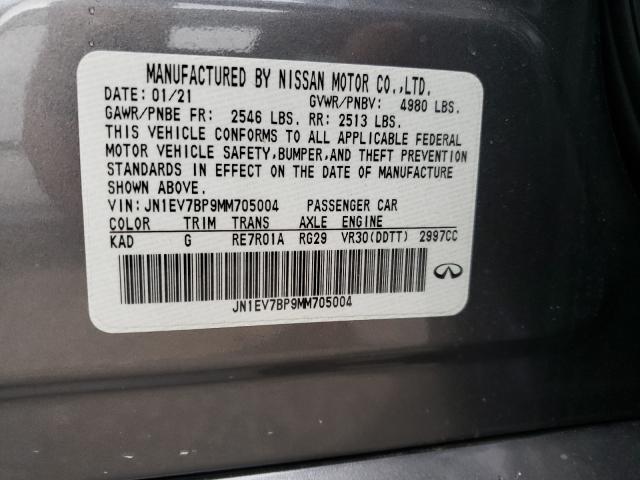 MANUFACTURED BY NISSAN MOTOR CO.,LTD.
DATE: 01/21 GVWR/PNBV: 4980 LBS.
GAWR/PNBE FR: 2546 LBS. RR: 2513 LBS.
THIS VEHICLE CONFORMS TO ALL APPLICABLE FEDERAL
MOTOR VEHICLE SAFETY,BUMPER,AND THEFT PREVENTION
STANDARDS IN EFFECT ON THE DATE OF MANUFACTURE
SHOWN ABOVE.
VIN: JN1EV7BP9MM705004 PASSENGER CAR
COLOR TRIM TRANS AXLE ENGINE
KAD G RE7R01A RG29 VR30(DDTT) 2997CC
JN1EV7BP9MM705004